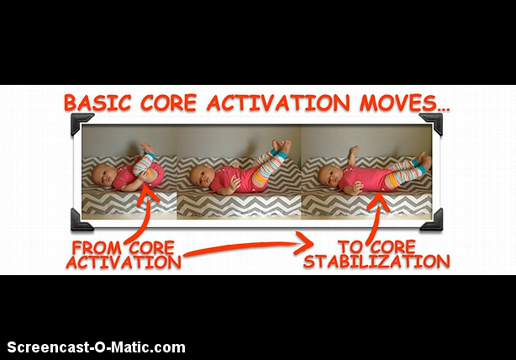 BASIC CORE ACTIVATION MOVES...
FROM CORE
ACTIVATION
TO CORE
STABILIZATION
Screencast-O-Matic.com